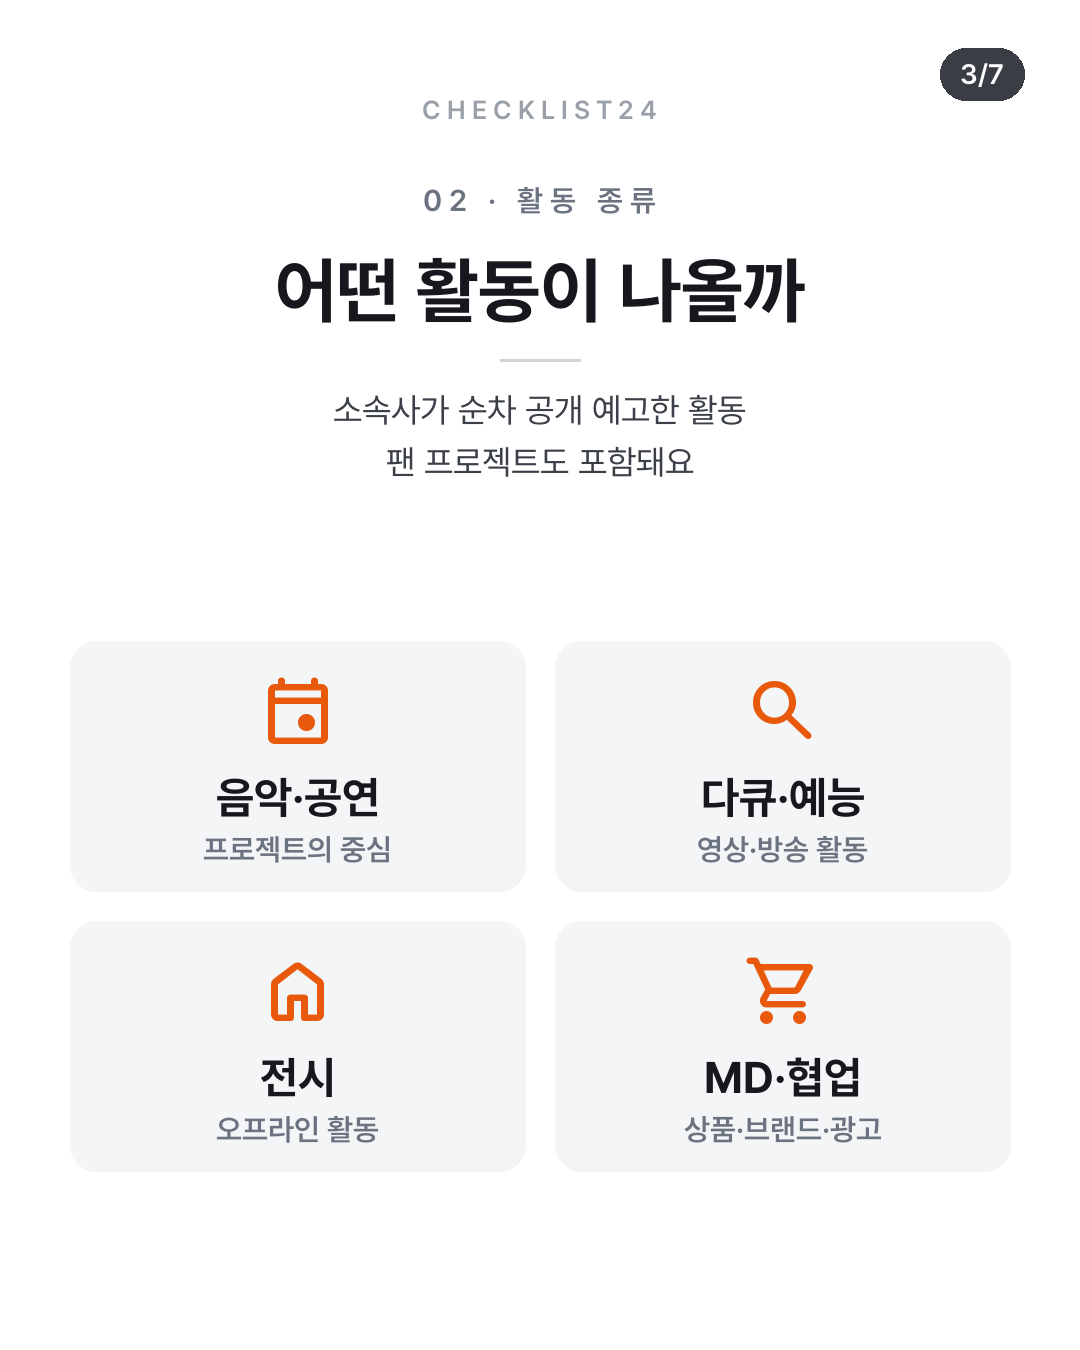 3/7
CHECKLIST24
02 · 활동 종류
어떤 활동이 나올까
소속사가 순차 공개 예고한 활동
팬 프로젝트도 포함돼요
음악·공연
프로젝트의 중심
다큐·예능
영상·방송 활동
전시
오프라인 활동
MD·협업
상품·브랜드·광고